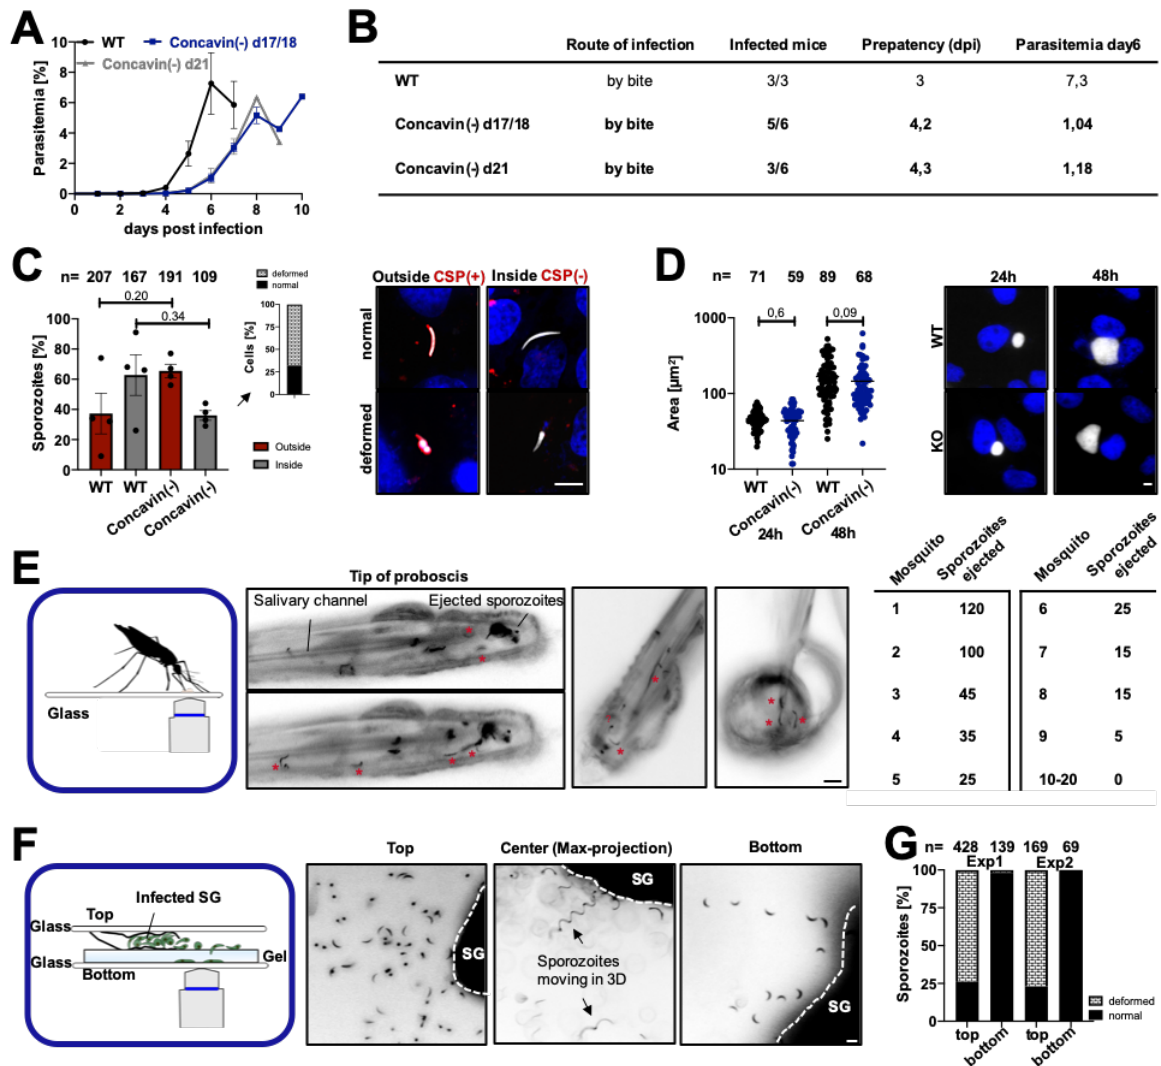 A
WT
Concavin(-) d17/18
Concavin(-) d21
Parasitemia [%]
10
8
6
4
2
0
0 2 4 6 8 10
days post infection
B
Route of infection Infected mice Prepatency (dpi) Parasitemia day6
WT by bite 3/3 3 7,3
Concavin(-) d17/18 by bite 5/6 4,2 1,04
Concavin(-) d21 by bite 3/6 4,3 1,18
C
n= 207 167 191 109
0.20
0.34
Sporozoites [%]
100
80
60
40
20
0
WT WT Concavin(-) Concavin(-)
deformed
normal
Cells [%]
100
75
50
25
0
Outside
Inside
Outside CSP(+) Inside CSP(-)
normal
deformed
D
n= 71 59 89 68
0,6 0,09
Area [µm²]
1000
100
10
WT Concavin(-) WT Concavin(-)
24h 48h
24h 48h
WT
KO
E
Glass
Tip of proboscis
Salivary channel Ejected sporozoites
Mosquito Sporozoites ejected Mosquito Sporozoites ejected
1 120 6 25
2 100 7 15
3 45 8 15
4 35 9 5
5 25 10-20 0
F
Infected SG
Glass Top
Gel
Glass
Bottom
Top Center (Max-projection) Bottom
SG
SG
Sporozoites
moving in 3D
SG
G
n= 428 139 169 69
Exp1 Exp2
Sporozoites [%]
100
75
50
25
0
top bottom top bottom
deformed
normal